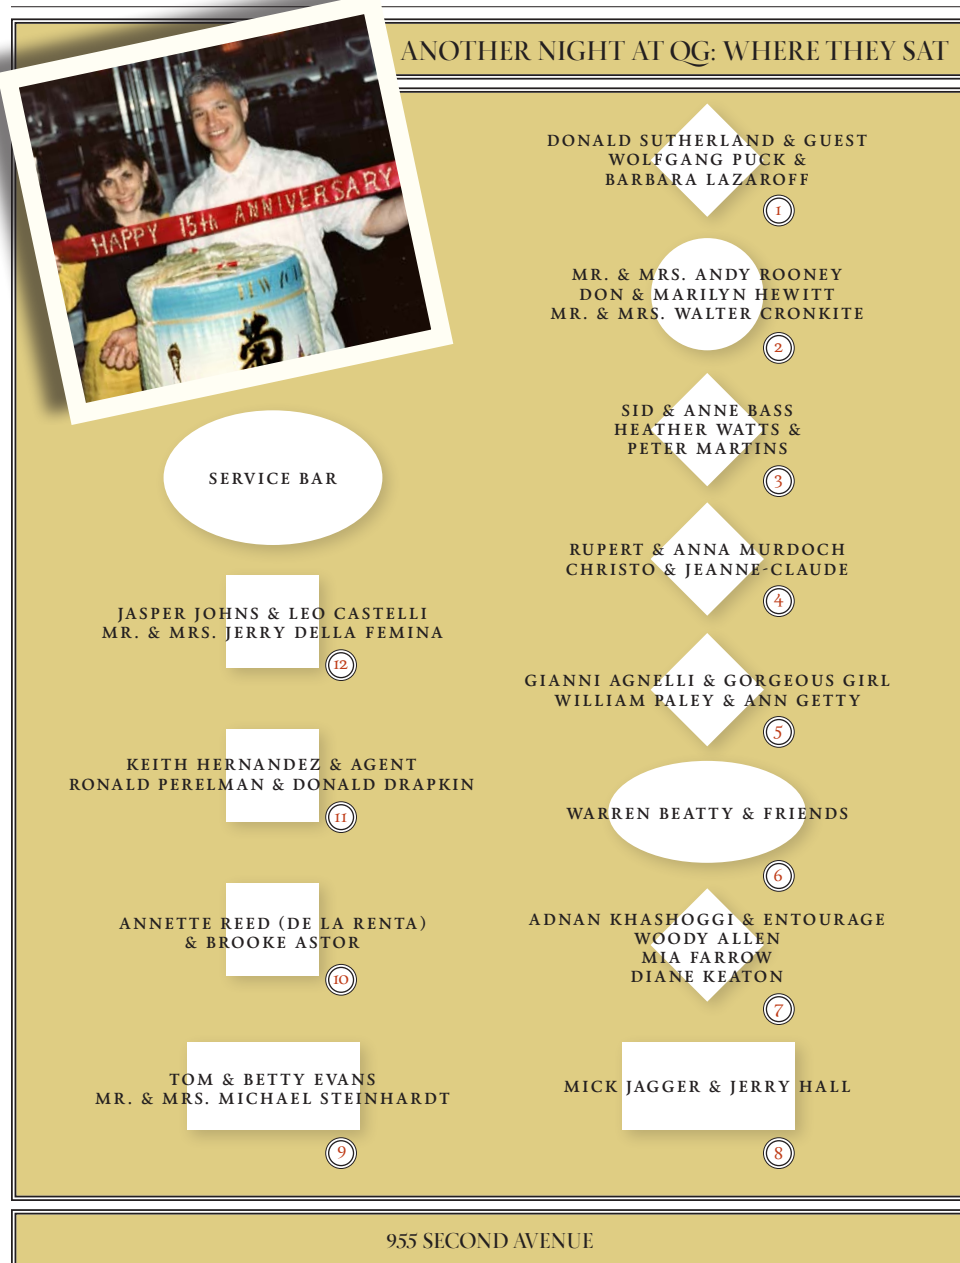 ANOTHER NIGHT AT QG: WHERE THEY SAT
HAPPY 15th ANNIVERSARY
菊
DONALD SUTHERLAND & GUEST
WOLFGANG PUCK &
BARBARA LAZAROFF
1
MR. & MRS. ANDY ROONEY
DON & MARILYN HEWITT
MR. & MRS. WALTER CRONKITE
2
SID & ANNE BASS
HEATHER WATTS &
PETER MARTINS
3
RUPERT & ANNA MURDOCH
CHRISTO & JEANNE-CLAUDE
4
GIANNI AGNELLI & GORGEOUS GIRL
WILLIAM PALEY & ANN GETTY
5
WARREN BEATTY & FRIENDS
6
ADNAN KHASHOGGI & ENTOURAGE
WOODY ALLEN
MIA FARROW
DIANE KEATON
7
MICK JAGGER & JERRY HALL
8
SERVICE BAR
JASPER JOHNS & LEO CASTELLI
MR. & MRS. JERRY DELLA FEMINA
12
KEITH HERNANDEZ & AGENT
RONALD PERELMAN & DONALD DRAPKIN
11
ANNETTE REED (DE LA RENTA)
& BROOKE ASTOR
10
TOM & BETTY EVANS
MR. & MRS. MICHAEL STEINHARDT
9
955 SECOND AVENUE